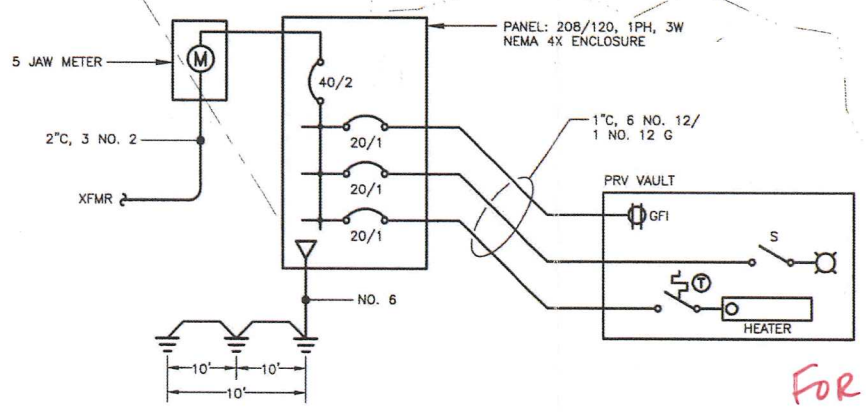 PANEL: 208/120, 1PH, 3W
NEMA 4X ENCLOSURE
5 JAW METER
M
40/2
2"C, 3 NO. 2
20/1
1"C, 6 NO. 12/
1 NO. 12 G
XFMR
20/1
PRV VAULT
GFI
20/1
S
T
NO. 6
HEATER
10'
10'
10'
FOR